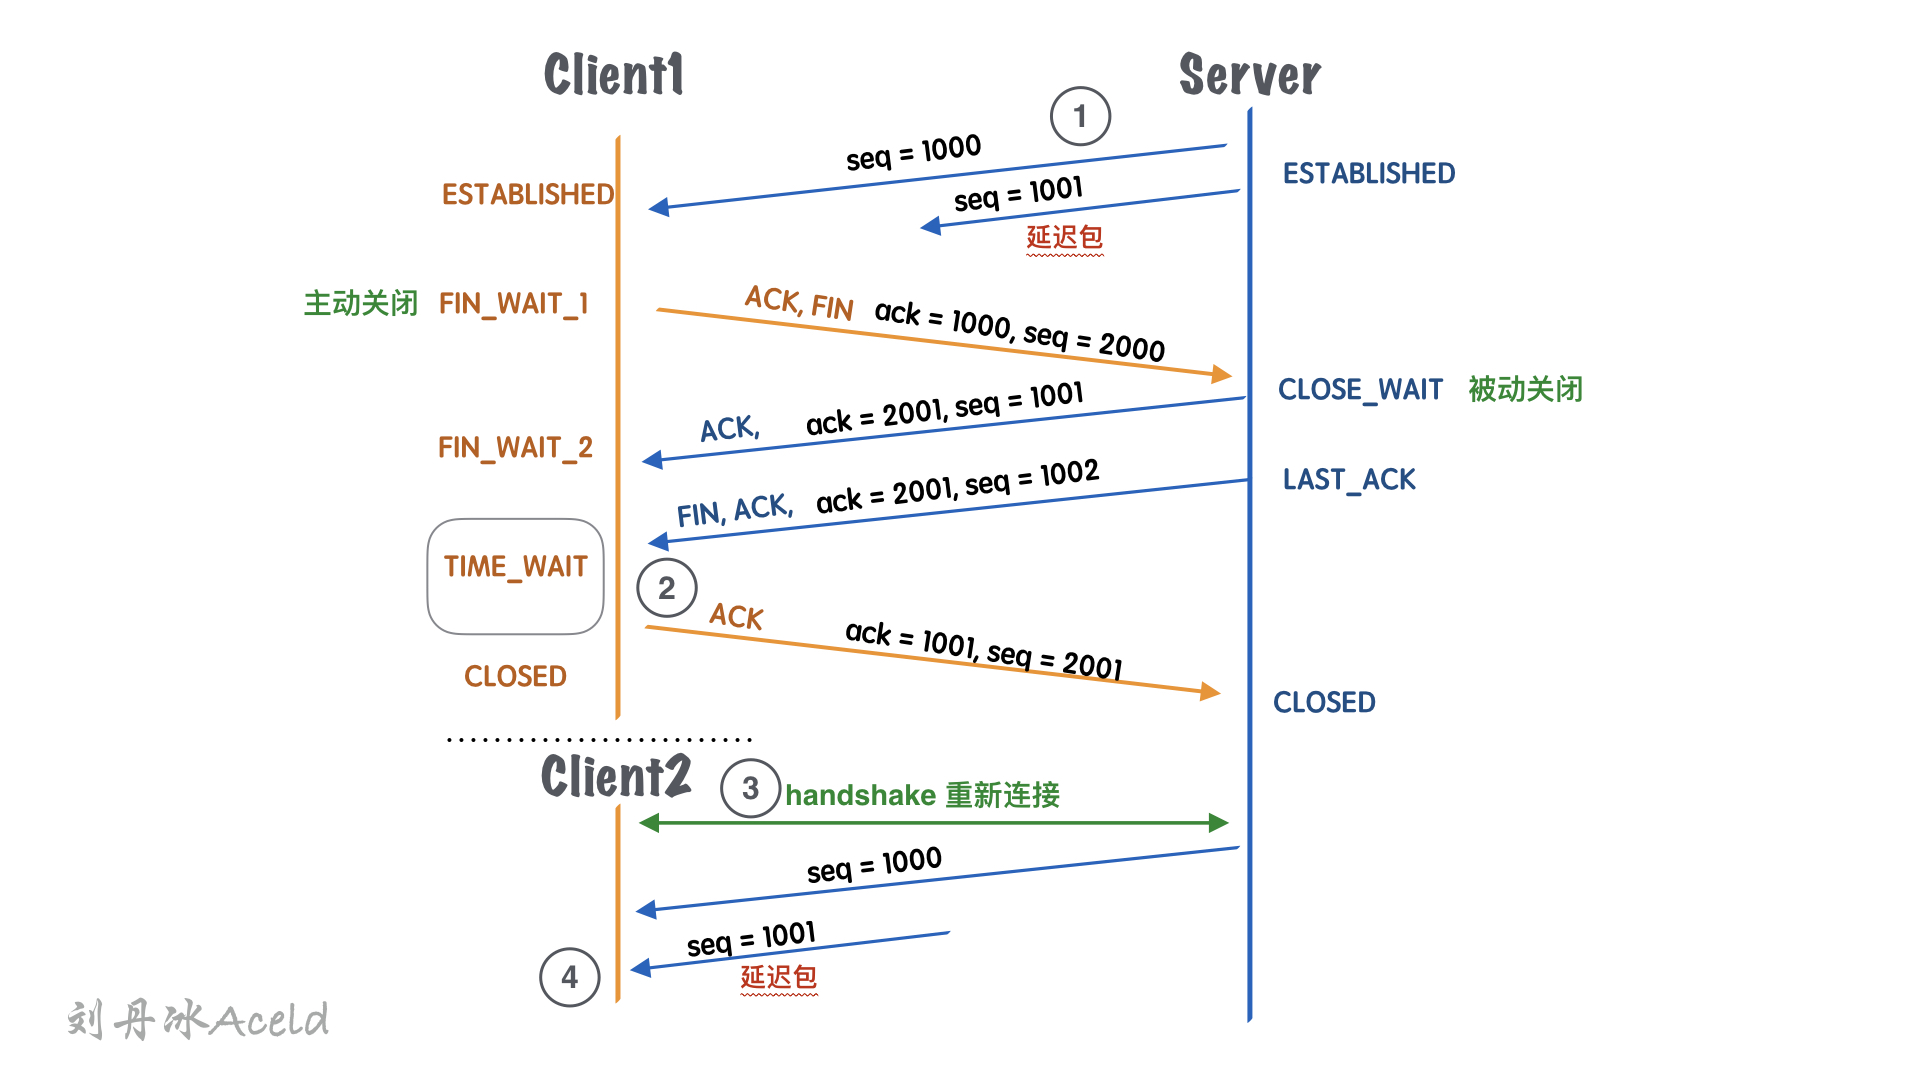 Client1
Server
1
seq = 1000
ESTABLISHED
ESTABLISHED
seq = 1001
延迟包
主动关闭 FIN_WAIT_1
ACK, FIN ack = 1000, seq = 2000
CLOSE_WAIT 被动关闭
ACK, ack = 2001, seq = 1001
FIN_WAIT_2
FIN, ACK, ack = 2001, seq = 1002
LAST_ACK
TIME_WAIT
2
ACK ack = 1001, seq = 2001
CLOSED
CLOSED
Client2
3
handshake 重新连接
seq = 1000
seq = 1001
延迟包
4
刘丹冰Aceld